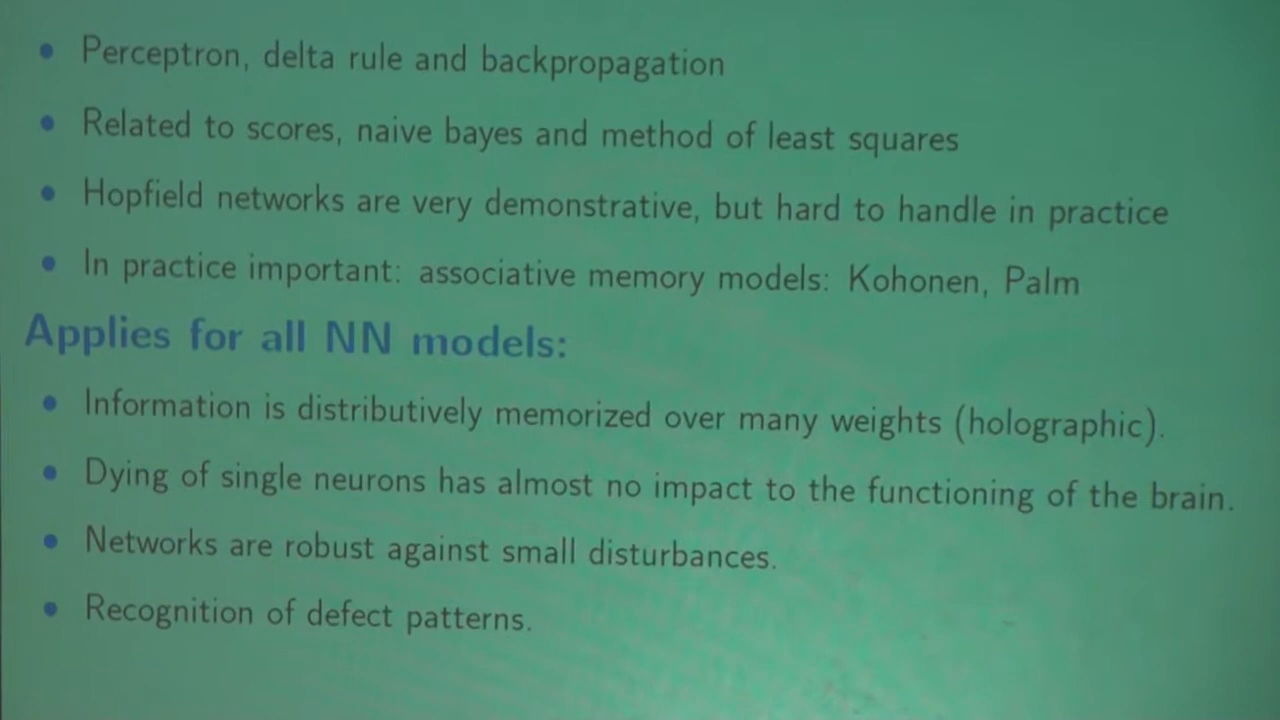 • Perceptron, delta rule and backpropagation
• Related to scores, naive bayes and method of least squares
• Hopfield networks are very demonstrative, but hard to handle in practice
• In practice important: associative memory models: Kohonen, Palm
Applies for all NN models:
• Information is distributively memorized over many weights (holographic).
• Dying of single neurons has almost no impact to the functioning of the brain.
• Networks are robust against small disturbances.
• Recognition of defect patterns.